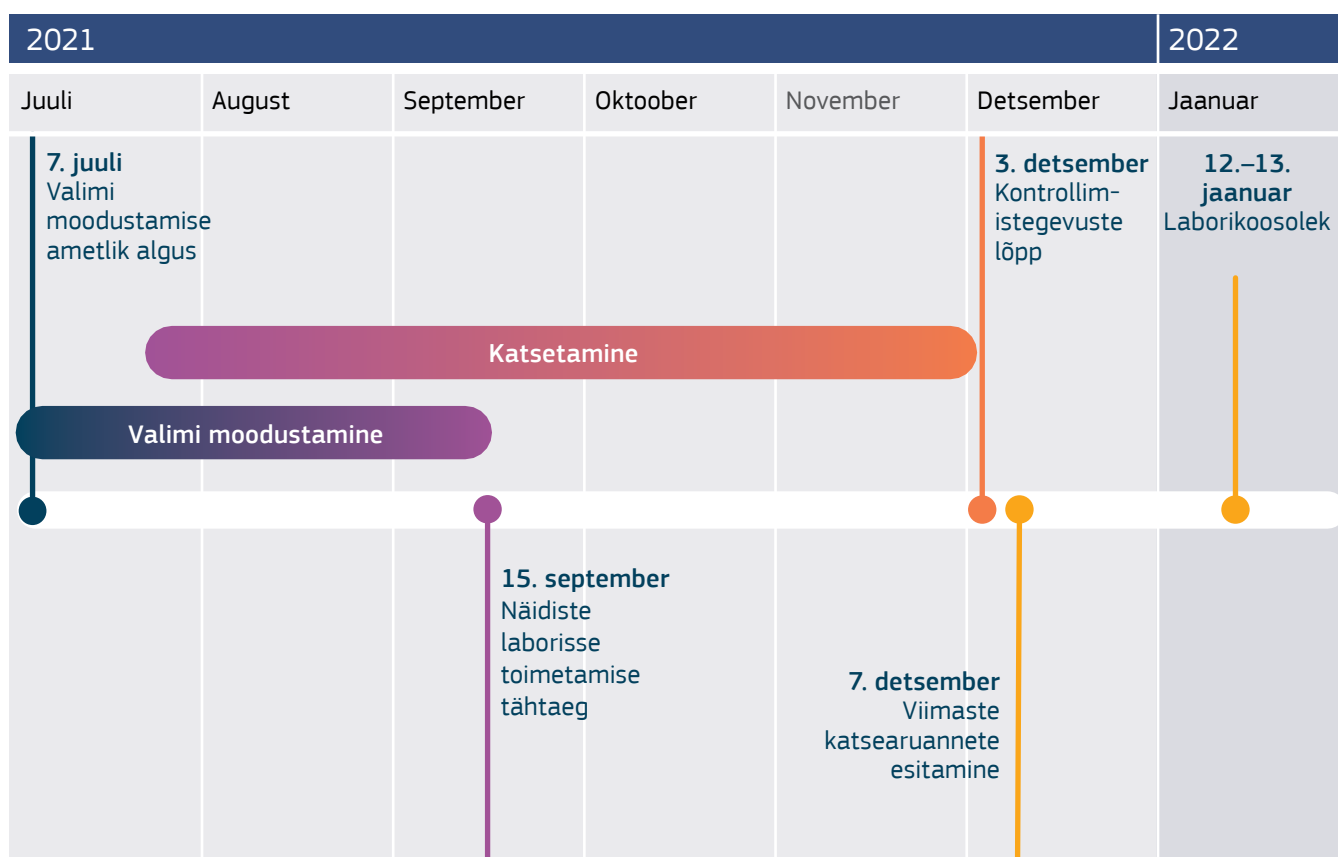 2021
2022
Juuli
August
September
Oktoober
November
Detsember
Jaanuar
7. juuli
Valimi
moodustamise
ametlik algus
3. detsember
Kontrollim-
istegevuste
lõpp
12.–13.
jaanuar
Laborikoosolek
Katsetamine
Valimi moodustamine
15. september
Näidiste
laborisse
toimetamise
tähtaeg
7. detsember
Viimaste
katsearuannete
esitamine